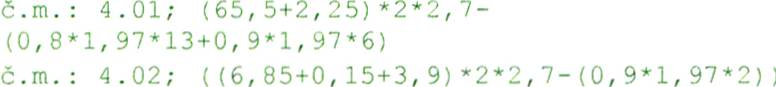 č.m.: 4.01; (65,5+2,25)*2*2,7-
(0,8*1,97*13+0,9*1,97*6)
č.m.: 4.02; ((6,85+0,15+3,9)*2*2,7-(0,9*1,97*2))